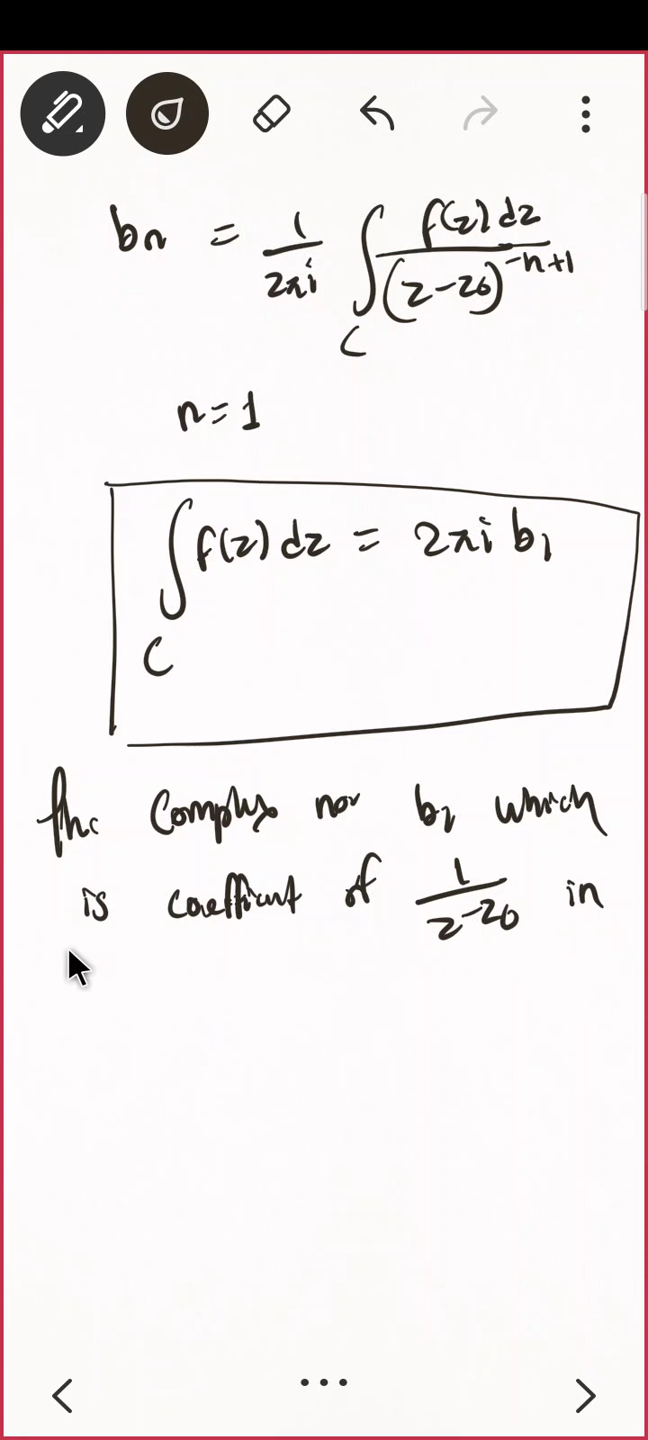 bn = 1/2πi ∫C f(z) dz/(z-z0)^-n+1
n=1
∫C f(z) dz = 2πi b1
The Complex nor b1 which
is coefficient of 1/z-z0 in